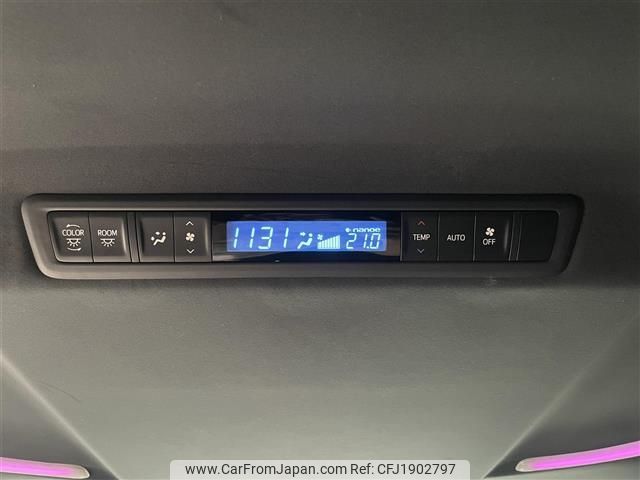 COLOR
ROOM
1131
nanoe
21.0
TEMP
AUTO
OFF
www.CarFromJapan.com Ref: CFJ1902797